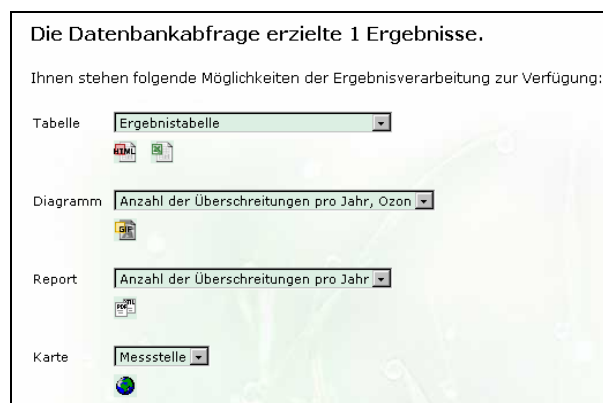 Die Datenbankabfrage erzielte 1 Ergebnisse.
Ihnen stehen folgende Möglichkeiten der Ergebnisverarbeitung zur Verfügung:
Tabelle Ergebnistabelle
HTML
Diagramm Anzahl der Überschreitungen pro Jahr, Ozon
GIF
Report Anzahl der Überschreitungen pro Jahr
PDF HTML
Karte Messstelle